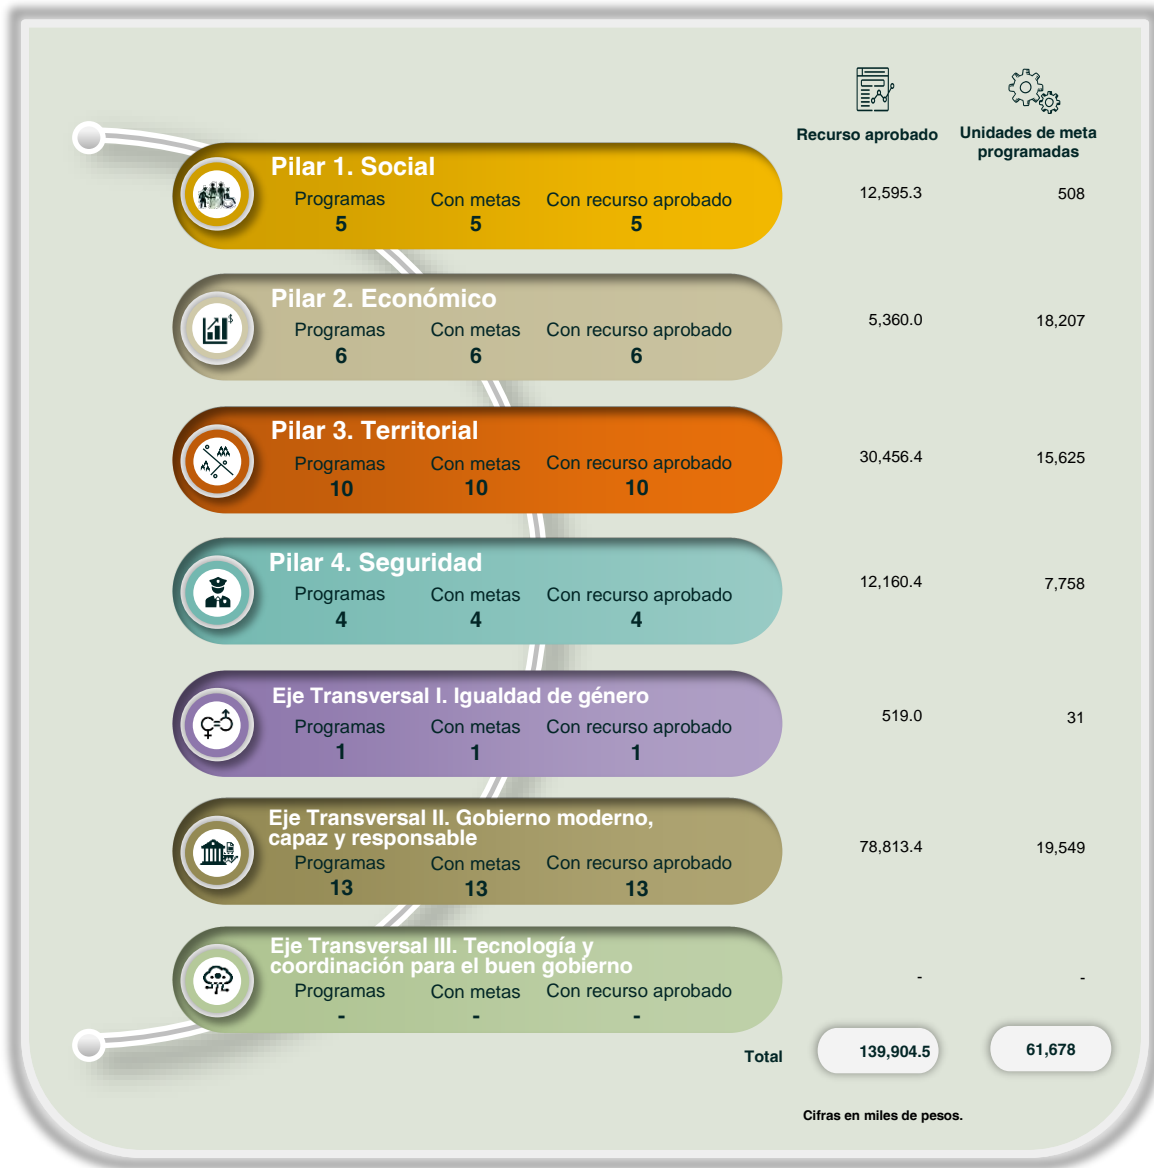 Recurso aprobado
Unidades de meta
programadas
Pilar 1. Social
Programas Con metas Con recurso aprobado
5 5 5
12,595.3 508
Pilar 2. Económico
Programas Con metas Con recurso aprobado
6 6 6
5,360.0 18,207
Pilar 3. Territorial
Programas Con metas Con recurso aprobado
10 10 10
30,456.4 15,625
Pilar 4. Seguridad
Programas Con metas Con recurso aprobado
4 4 4
12,160.4 7,758
Eje Transversal I. Igualdad de género
Programas Con metas Con recurso aprobado
1 1 1
519.0 31
Eje Transversal II. Gobierno moderno,
capaz y responsable
Programas Con metas Con recurso aprobado
13 13 13
78,813.4 19,549
Eje Transversal III. Tecnología y
coordinación para el buen gobierno
Programas Con metas Con recurso aprobado
- - -
- -
Total 139,904.5 61,678
Cifras en miles de pesos.